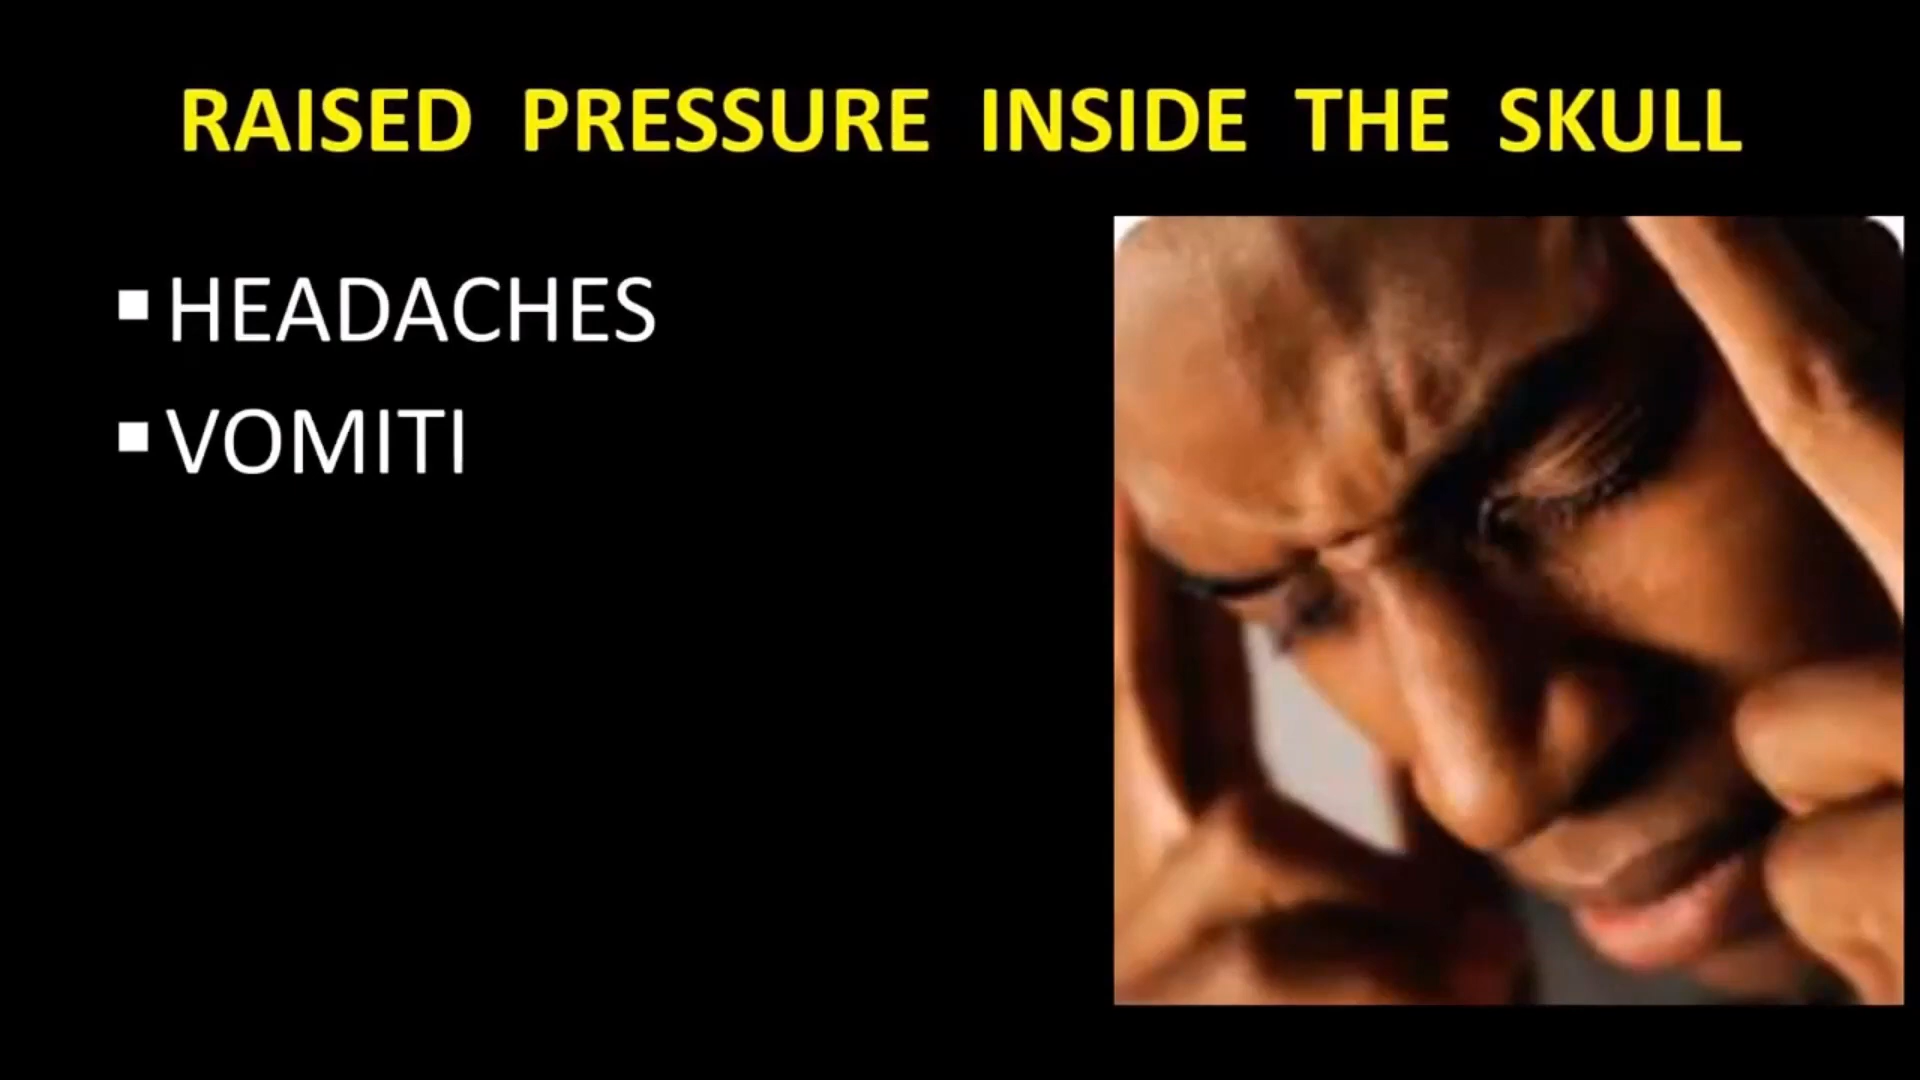 RAISED PRESSURE INSIDE THE SKULL
▪ HEADACHES
▪ VOMITI